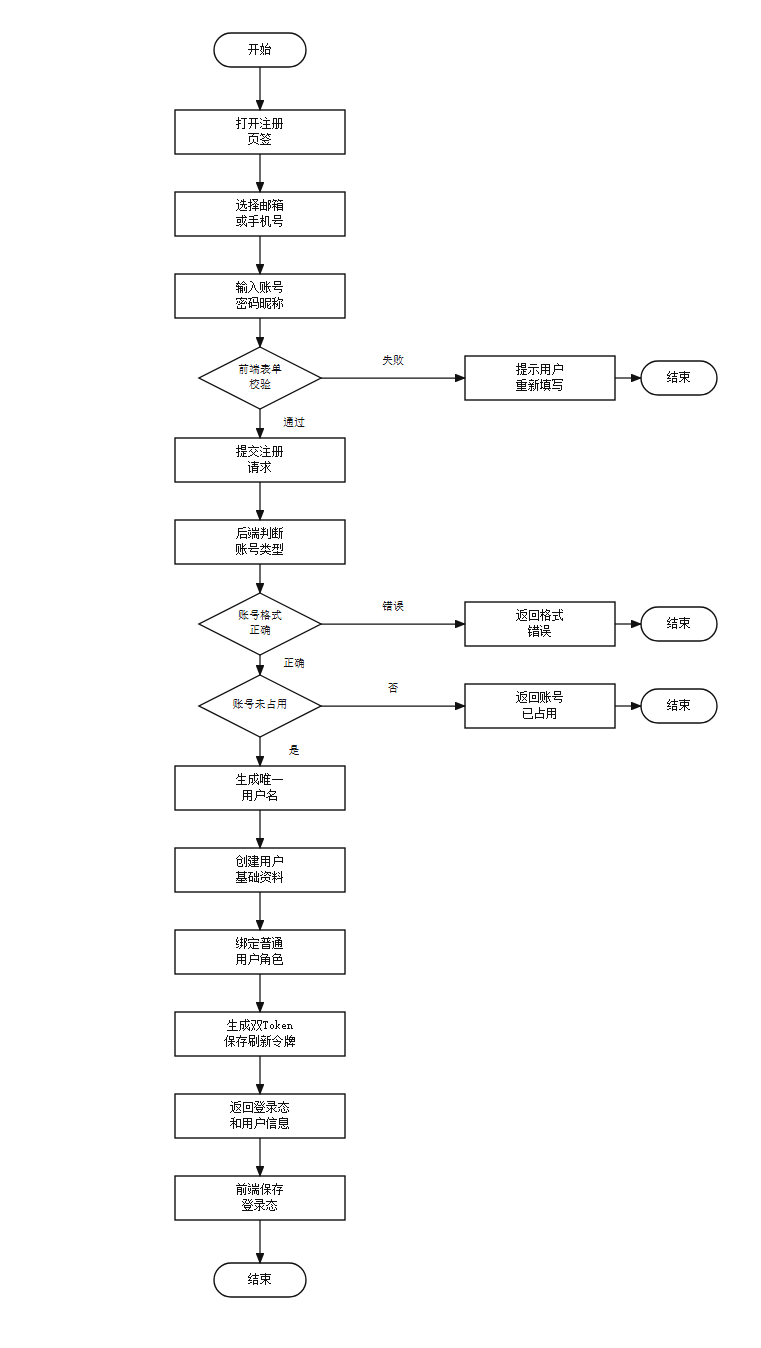 开始
打开注册
页签
选择邮箱
或手机号
输入账号
密码昵称
前端表单
校验
失败
提示用户
重新填写
结束
通过
提交注册
请求
后端判断
账号类型
账号格式
正确
错误
返回格式
错误
结束
正确
账号未占用
否
返回账号
已占用
结束
是
生成唯一
用户名
创建用户
基础资料
绑定普通
用户角色
生成双Token
保存刷新令牌
返回登录态
和用户信息
前端保存
登录态
结束